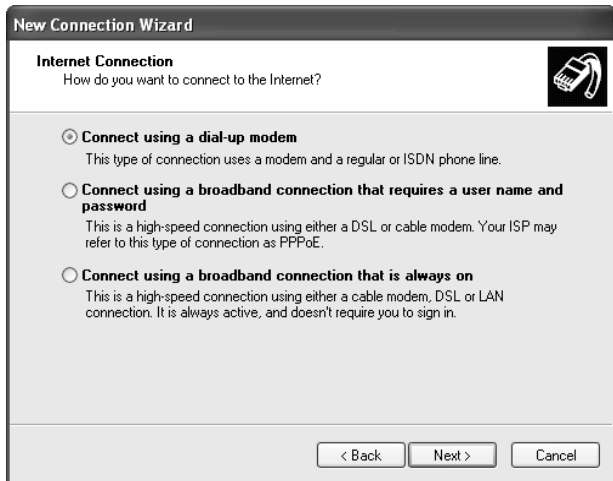 New Connection Wizard
Internet Connection
How do you want to connect to the Internet?
Connect using a dial-up modem
This type of connection uses a modem and a regular or ISDN phone line.
Connect using a broadband connection that requires a user name and
password
This is a high-speed connection using either a DSL or cable modem. Your ISP may
refer to this type of connection as PPPoE.
Connect using a broadband connection that is always on
This is a high-speed connection using either a cable modem, DSL or LAN
connection. It is always active, and doesn't require you to sign in.
< Back Next > Cancel